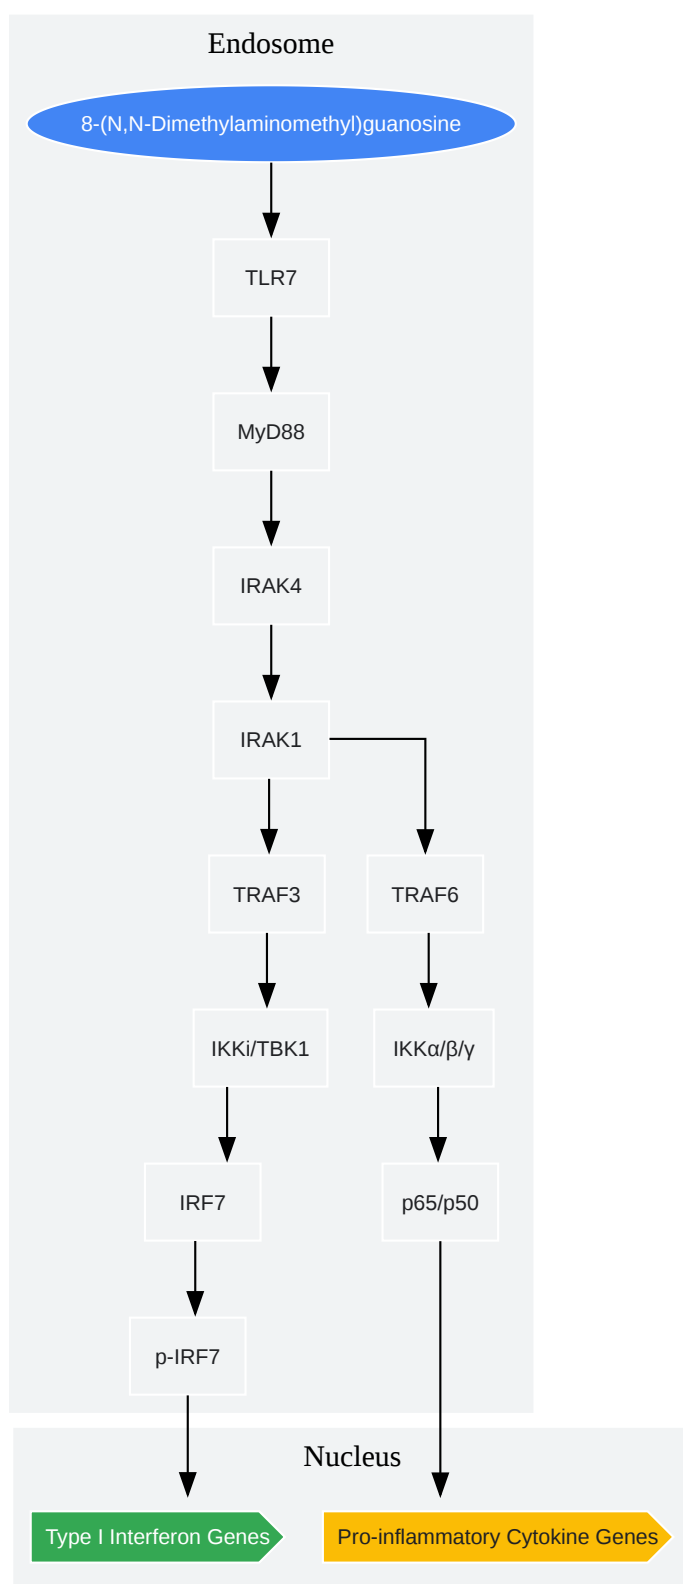 Endosome
8-(N,N-Dimethylaminomethyl)guanosine
TLR7
MyD88
IRAK4
IRAK1
TRAF3
TRAF6
IKKi/TBK1
IKKα/β/γ
IRF7
p65/p50
p-IRF7
Nucleus
Type I Interferon Genes
Pro-inflammatory Cytokine Genes